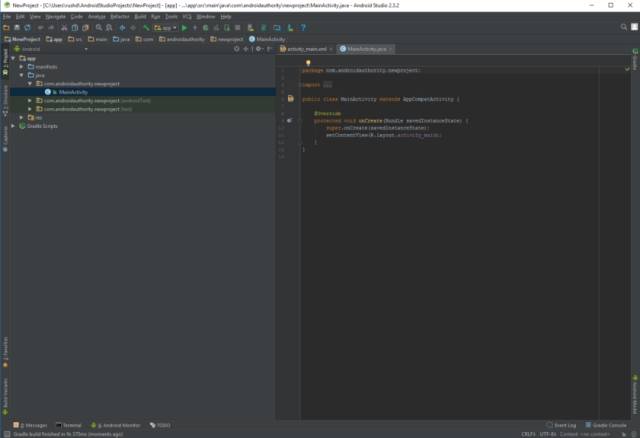 NewProject - [C:\Users\rushd\AndroidStudioProjects\NewProject] - [app] - ...\app\src\main\java\com\androidauthority\newproject\MainActivity.java - Android Studio 2.3.2
File Edit View Navigate Code Analyze Refactor Build Run Tools VCS Window Help
app
NewProject app src main java com androidauthority newproject MainActivity
Android
activity_main.xml MainActivity.java
1: Project
Gradle
app
manifests
java
com.androidauthority.newproject
MainActivity
com.androidauthority.newproject (androidTest)
com.androidauthority.newproject (test)
res
Gradle Scripts
package com.androidauthority.newproject;
import ...
public class MainActivity extends AppCompatActivity {
@Override
protected void onCreate(Bundle savedInstanceState) {
super.onCreate(savedInstanceState);
setContentView(R.layout.activity_main);
}
}
Captures
2: Favorites
Build Variants
Android Model
0: Messages Terminal 6: Android Monitor TODO
Event Log Gradle Console
Gradle build finished in 9s 370ms (moments ago)
CRLF UTF-8 Context: <no context>